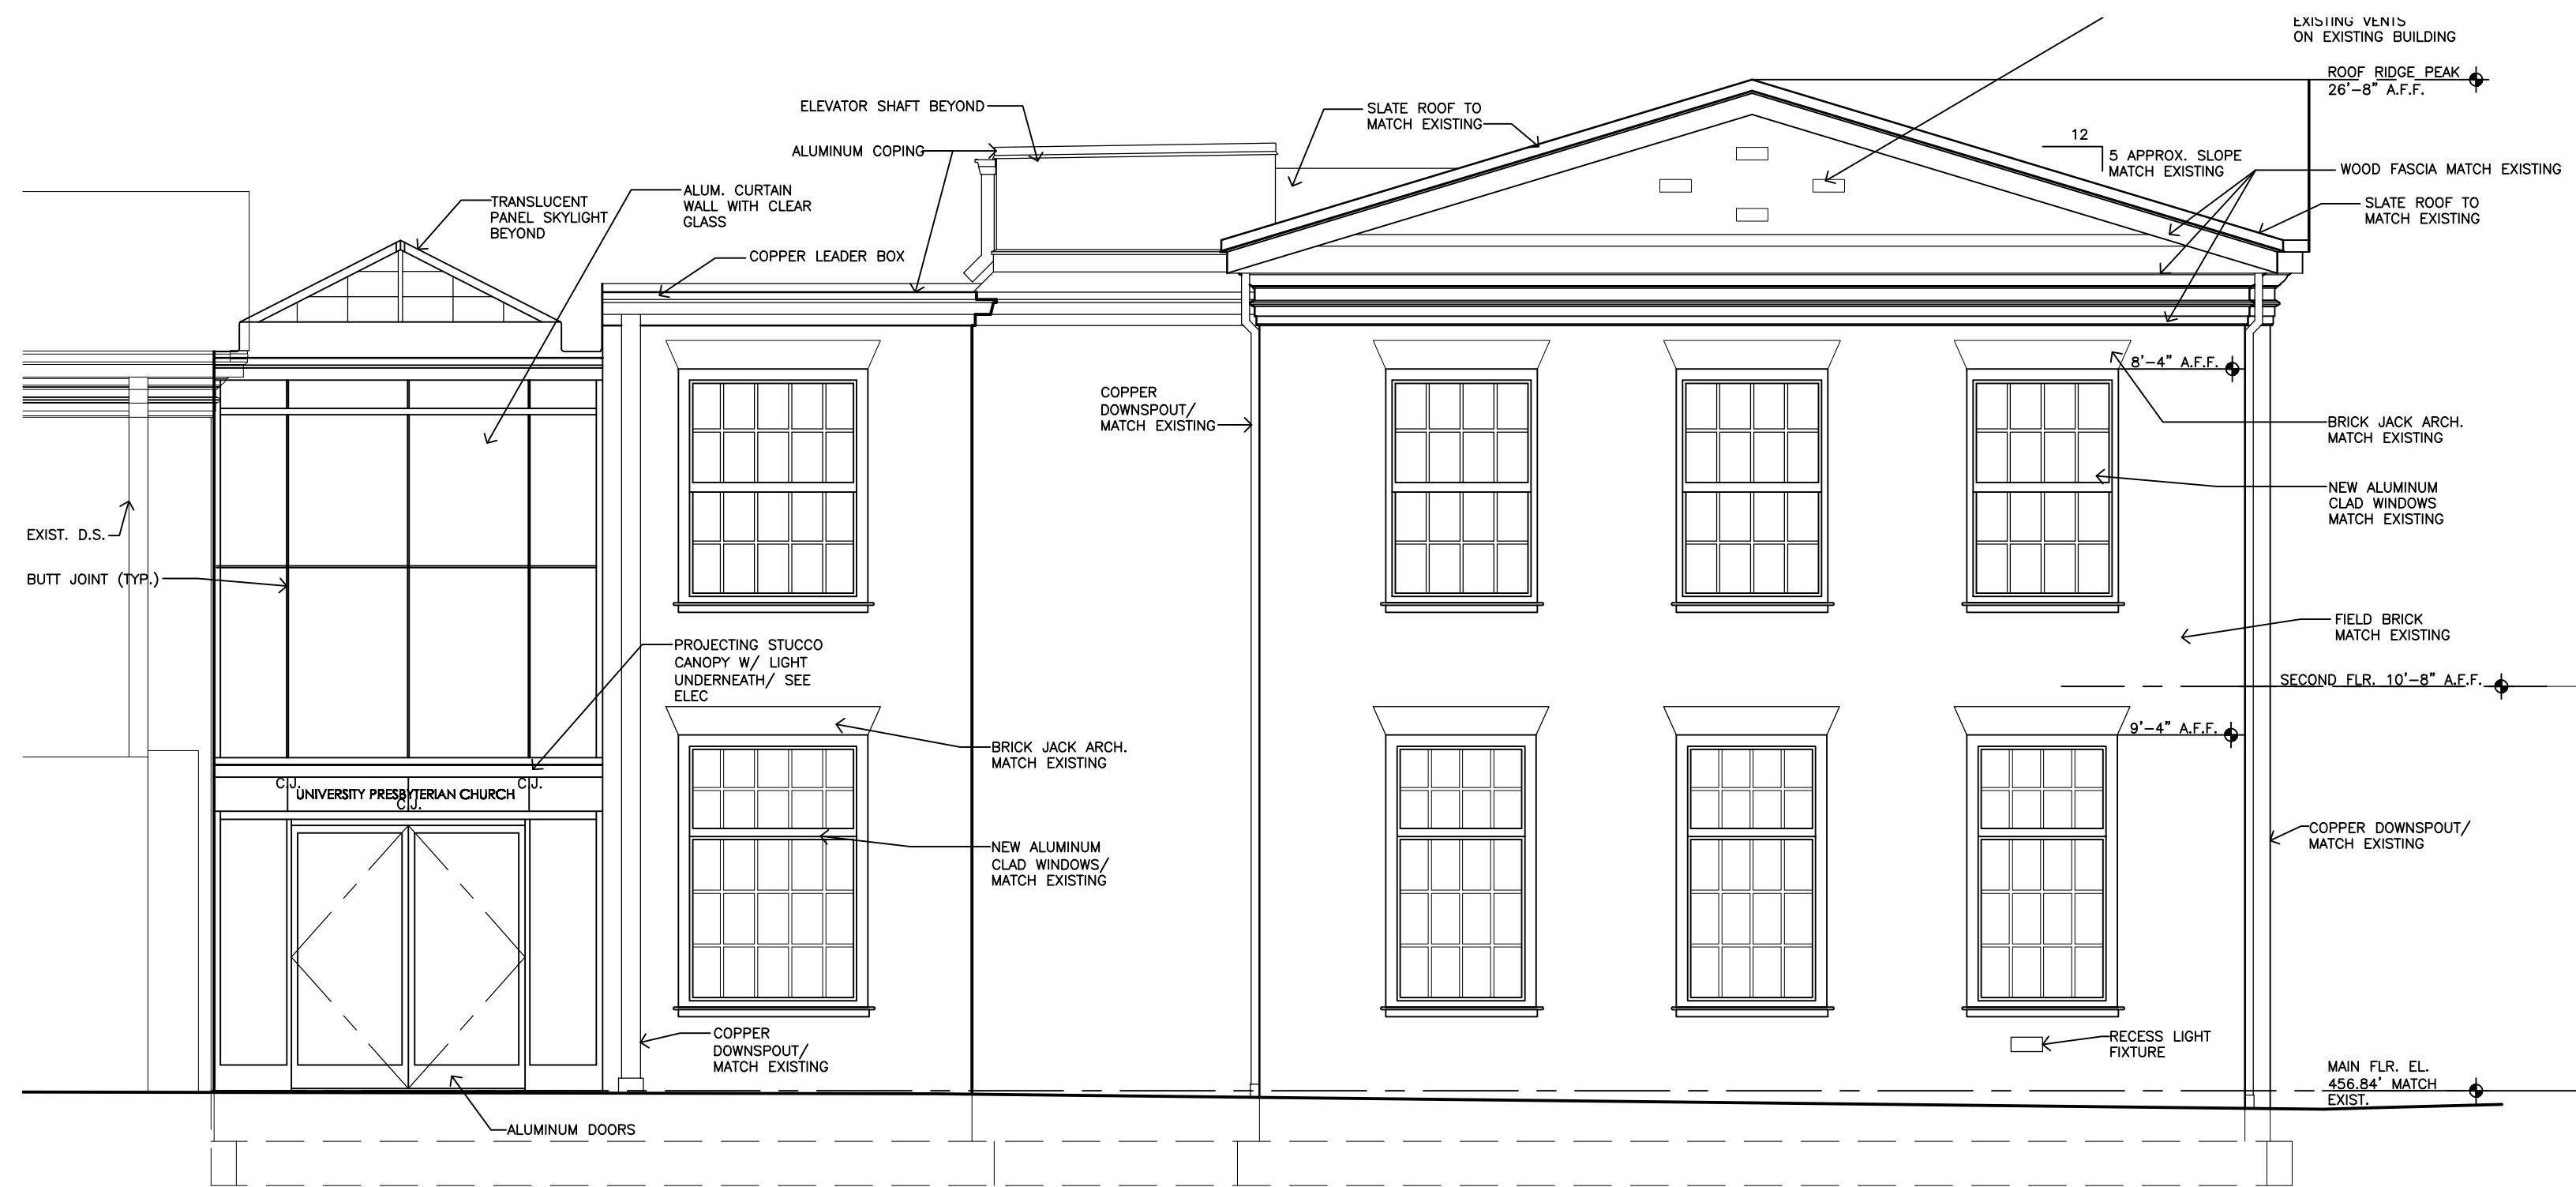 EXISTING VENTS
ON EXISTING BUILDING
ROOF RIDGE PEAK
26'-8" A.F.F.
ELEVATOR SHAFT BEYOND
SLATE ROOF TO
MATCH EXISTING
12
5 APPROX. SLOPE
MATCH EXISTING
ALUMINUM COPING
WOOD FASCIA MATCH EXISTING
TRANSLUCENT
PANEL SKYLIGHT
BEYOND
ALUM. CURTAIN
WALL WITH CLEAR
GLASS
SLATE ROOF TO
MATCH EXISTING
COPPER LEADER BOX
8'-4" A.F.F.
COPPER
DOWNSPOUT/
MATCH EXISTING
BRICK JACK ARCH.
MATCH EXISTING
NEW ALUMINUM
CLAD WINDOWS
MATCH EXISTING
EXIST. D.S.
BUTT JOINT (TYP.)
FIELD BRICK
MATCH EXISTING
PROJECTING STUCCO
CANOPY W/ LIGHT
UNDERNEATH/ SEE
ELEC
SECOND FLR. 10'-8" A.F.F.
9'-4" A.F.F.
BRICK JACK ARCH.
MATCH EXISTING
C.J.
C.J.
UNIVERSITY PRESBYTERIAN CHURCH
C.J.
NEW ALUMINUM
CLAD WINDOWS/
MATCH EXISTING
COPPER DOWNSPOUT/
MATCH EXISTING
COPPER
DOWNSPOUT/
MATCH EXISTING
RECESS LIGHT
FIXTURE
MAIN FLR. EL.
456.84' MATCH
EXIST.
ALUMINUM DOORS